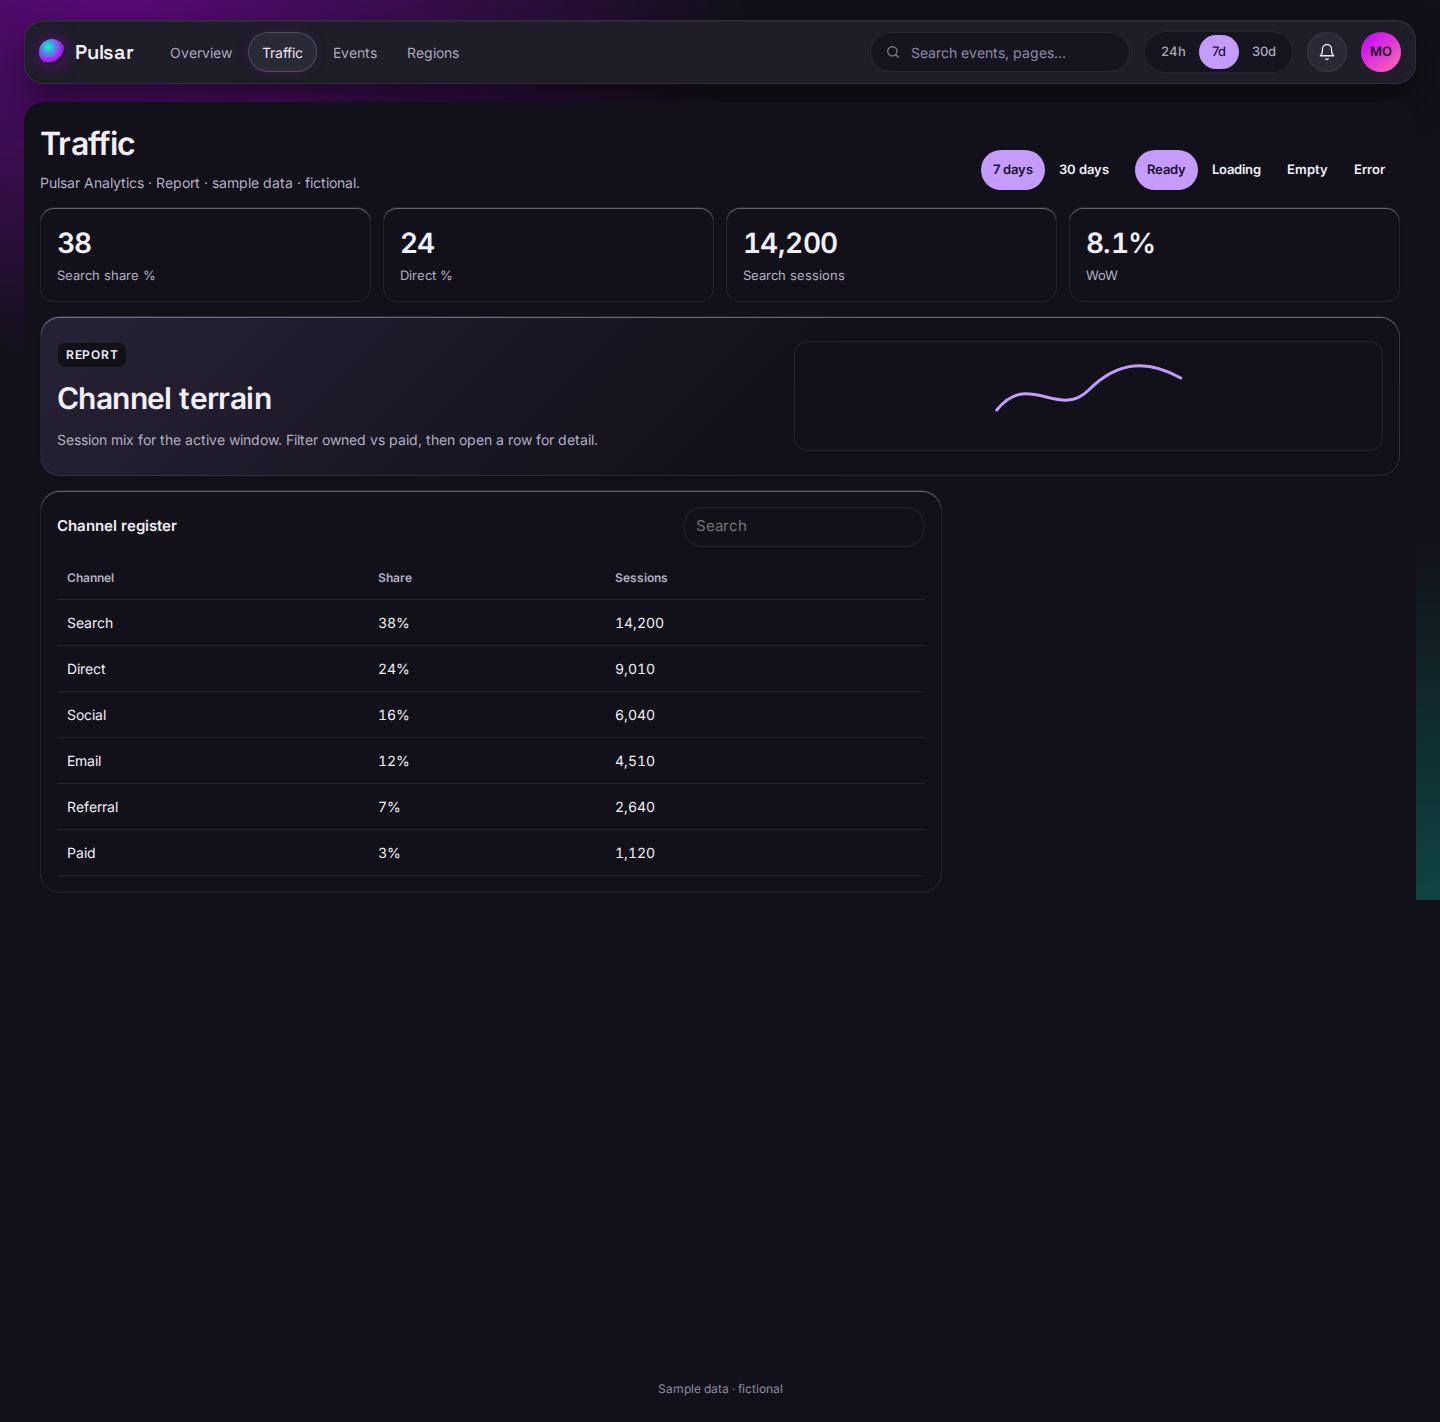 Pulsar
Overview
Traffic
Events
Regions
Search events, pages...
24h
7d
30d
MO
Traffic
Pulsar Analytics · Report · sample data · fictional.
7 days
30 days
Ready
Loading
Empty
Error
38
Search share %
24
Direct %
14,200
Search sessions
8.1%
WoW
REPORT
Channel terrain
Session mix for the active window. Filter owned vs paid, then open a row for detail.
Channel register
Search
Channel Share Sessions
Search 38% 14,200
Direct 24% 9,010
Social 16% 6,040
Email 12% 4,510
Referral 7% 2,640
Paid 3% 1,120
Sample data · fictional